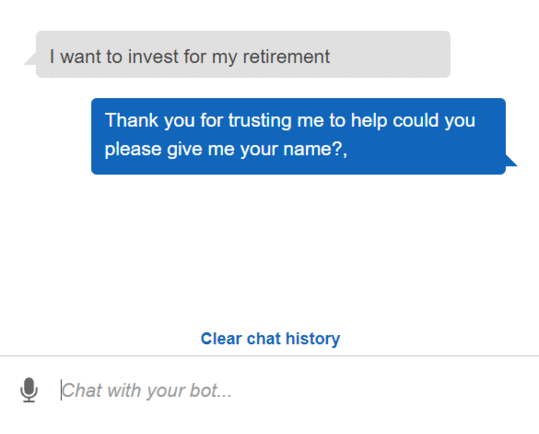 I want to invest for my retirement
Thank you for trusting me to help could you
please give me your name?,
Clear chat history
Chat with your bot...